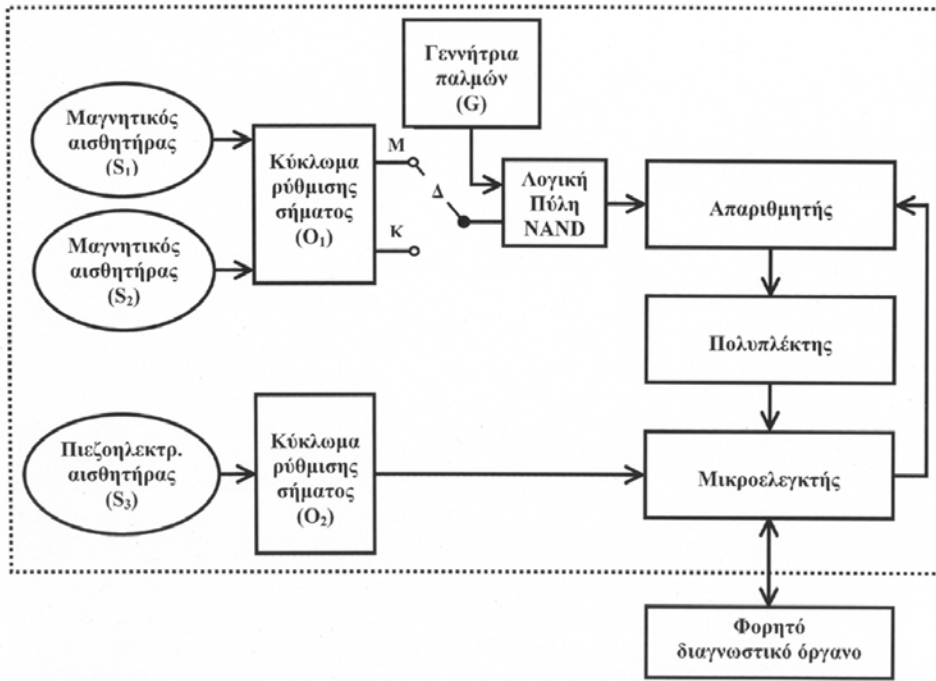 Γεννήτρια
παλμών
(G)
Μαγνητικός
αισθητήρας
(S₁)
Κύκλωμα
ρύθμισης
σήματος
(O₁)
Μ
Δ
Κ
Λογική
Πύλη
NAND
Απαριθμητής
Μαγνητικός
αισθητήρας
(S₂)
Πολυπλέκτης
Πιεζοηλεκτρ.
αισθητήρας
(S₃)
Κύκλωμα
ρύθμισης
σήματος
(O₂)
Μικροελεγκτής
Φορητό
διαγνωστικό όργανο